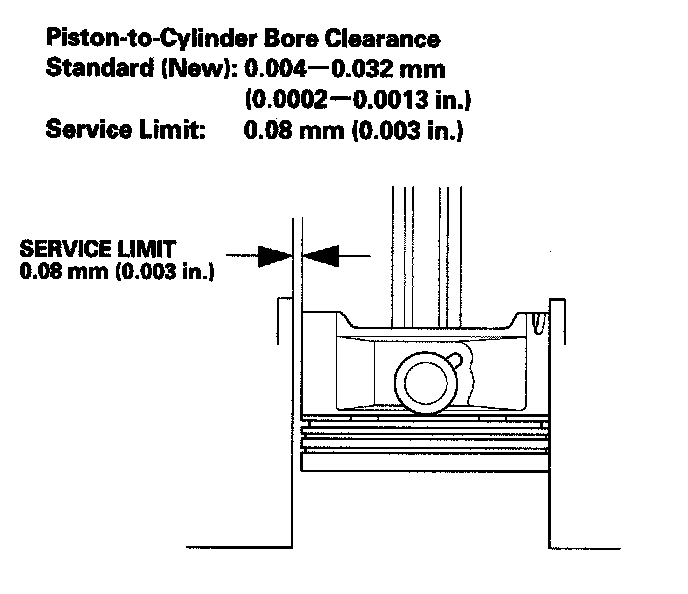 Piston-to-Cylinder Bore Clearance
Standard (New): 0.004—0.032 mm
(0.0002—0.0013 in.)
Service Limit: 0.08 mm (0.003 in.)
SERVICE LIMIT
0.08 mm (0.003 in.)